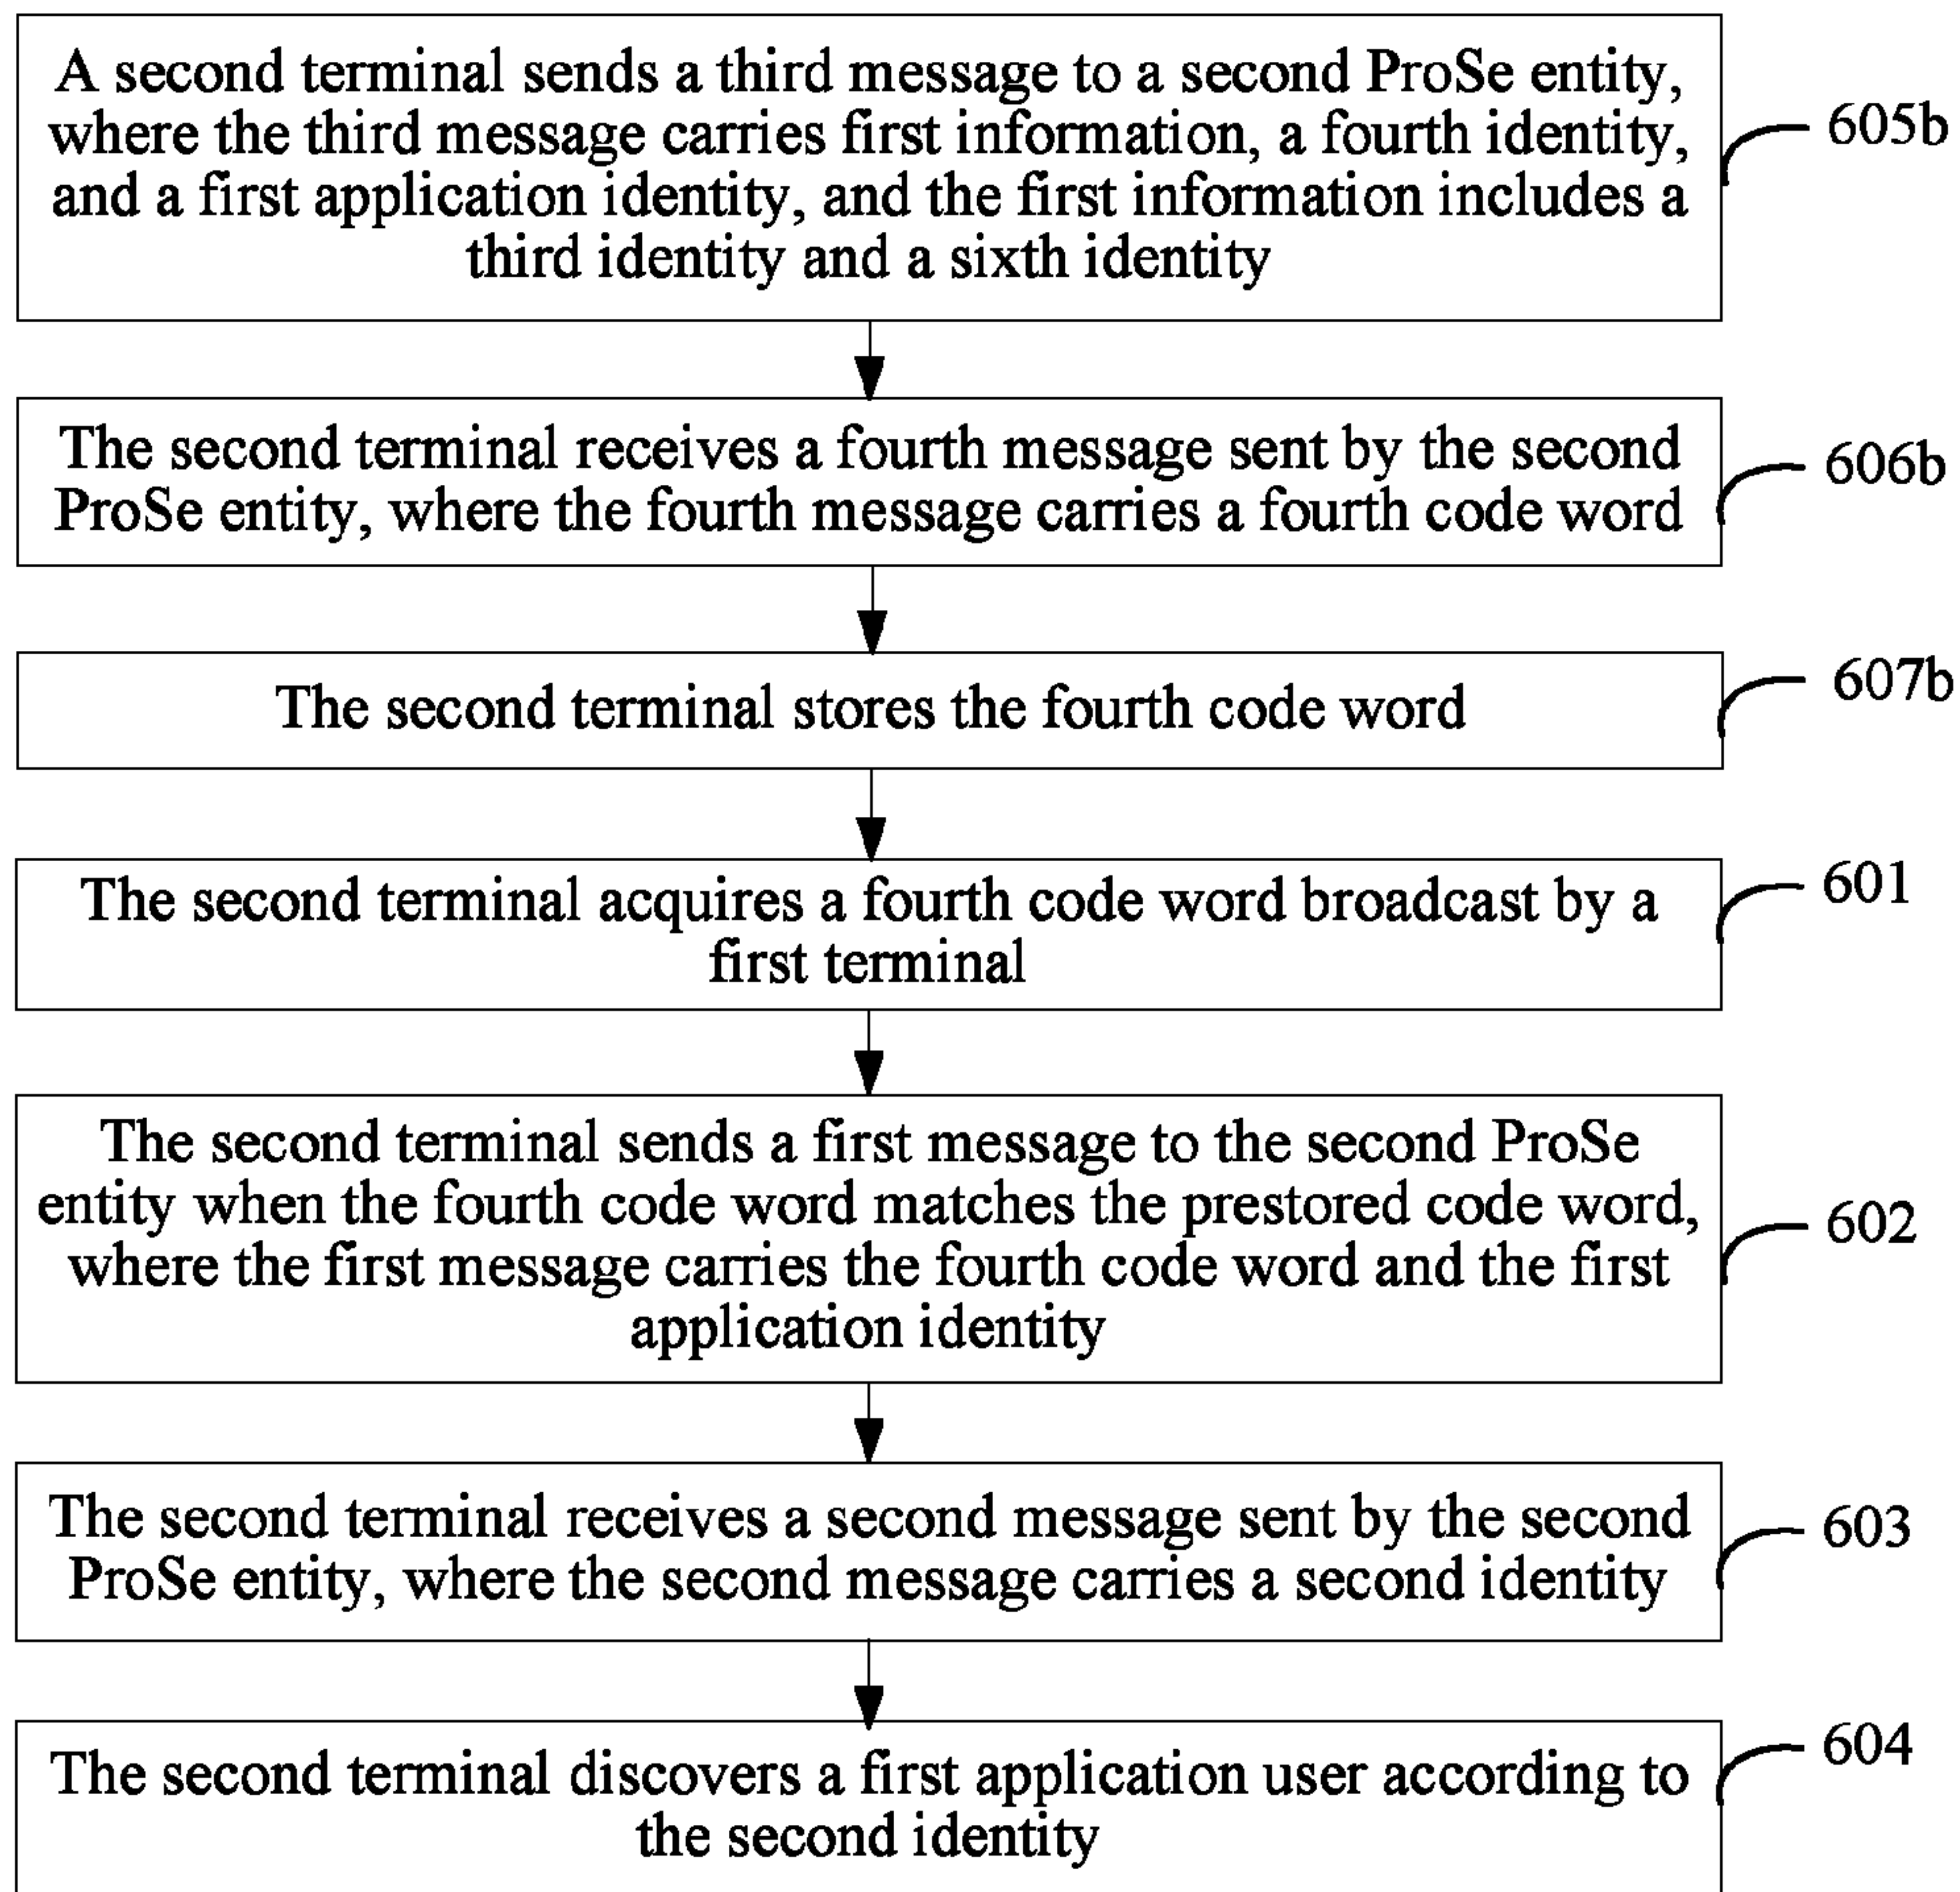 A second terminal sends a third message to a second ProSe entity,
where the third message carries first information, a fourth identity,
and a first application identity, and the first information includes a
third identity and a sixth identity
605b
The second terminal receives a fourth message sent by the second
ProSe entity, where the fourth message carries a fourth code word
606b
The second terminal stores the fourth code word
607b
The second terminal acquires a fourth code word broadcast by a
first terminal
601
The second terminal sends a first message to the second ProSe
entity when the fourth code word matches the prestored code word,
where the first message carries the fourth code word and the first
application identity
602
The second terminal receives a second message sent by the second
ProSe entity, where the second message carries a second identity
603
The second terminal discovers a first application user according to
the second identity
604